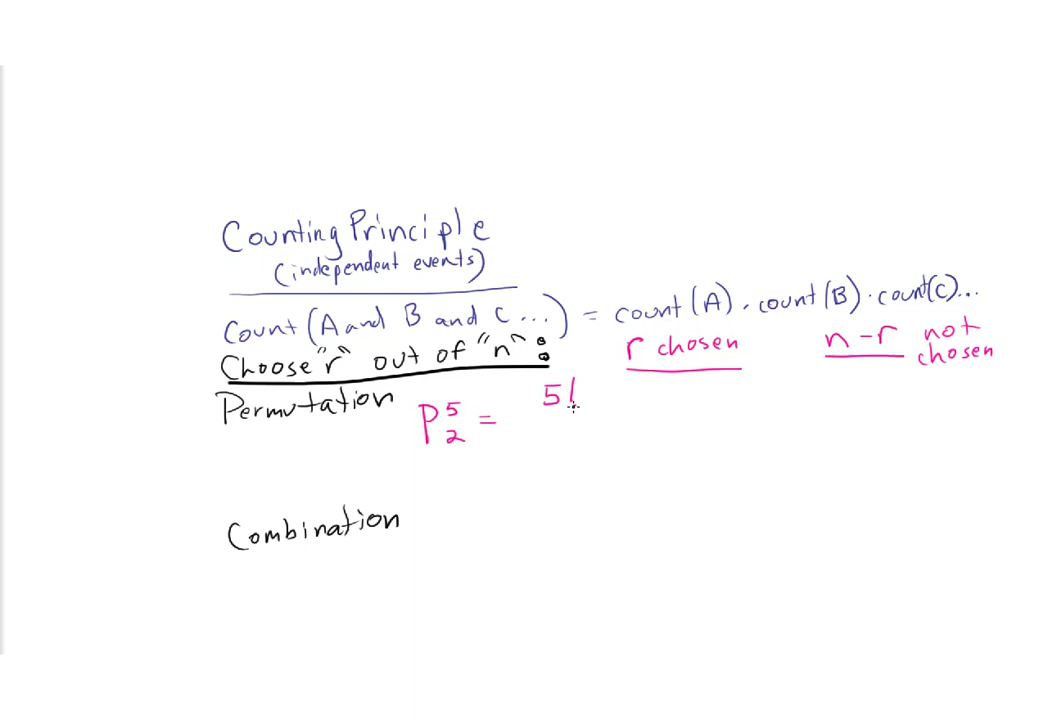 Counting Principle
(independent events)
Count (A and B and C...) = count (A) · count (B) · count (C)...
Choose "r" out of "n":
r chosen
n-r not chosen
Permutation
P⁵₂ = 5!
Combination